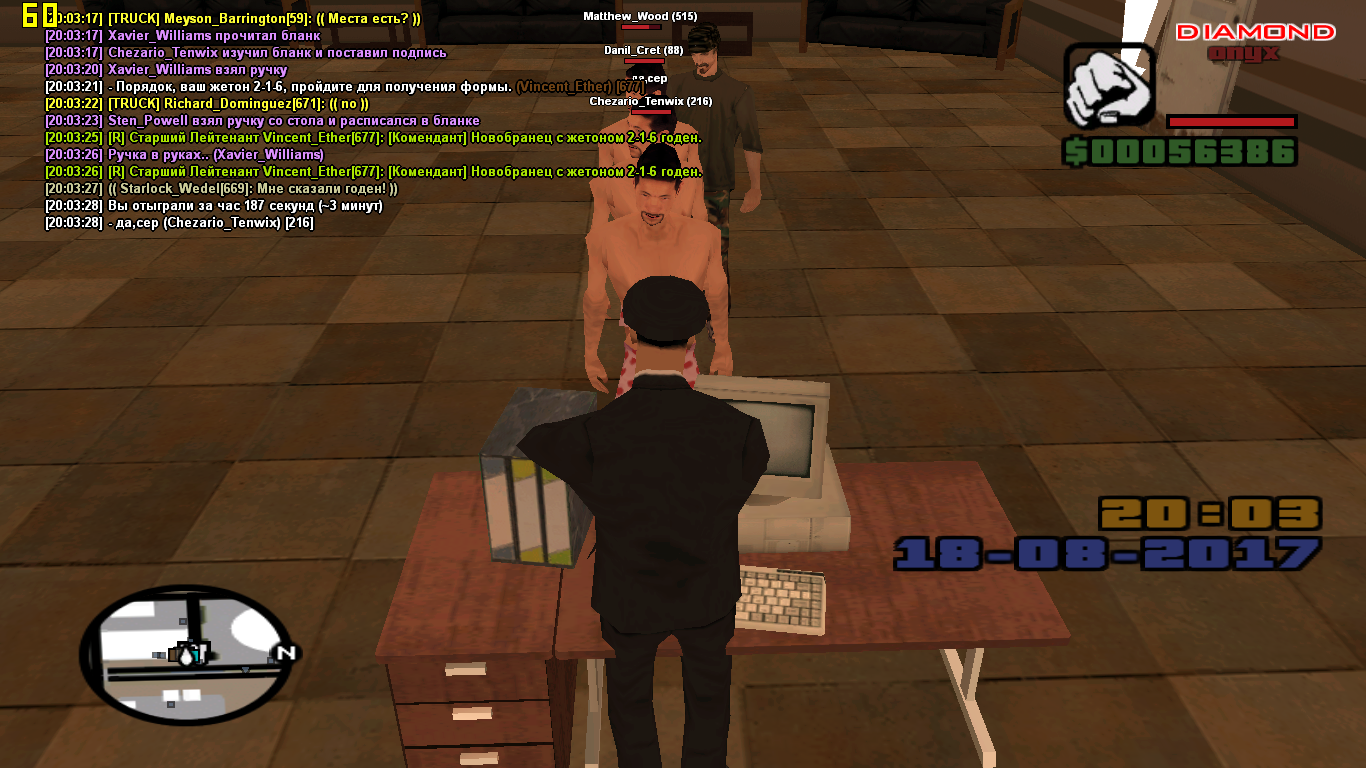 60
[20:03:17] [TRUCK] Meyson_Barrington[59]: (( Места есть? ))
[20:03:17] Xavier_Williams прочитал бланк
[20:03:17] Chezario_Tenwix изучил бланк и поставил подпись
[20:03:20] Xavier_Williams взял ручку
[20:03:21] - Порядок, ваш жетон 2-1-6, пройдите для получения формы. (Vincent_Ether) [677]
[20:03:22] [TRUCK] Richard_Dominguez[671]: (( no ))
[20:03:23] Sten_Powell взял ручку со стола и расписался в бланке
[20:03:25] [R] Старший Лейтенант Vincent_Ether[677]: [Комендант] Новобранец с жетоном 2-1-6 годен.
[20:03:26] Ручка в руках.. (Xavier_Williams)
[20:03:26] [R] Старший Лейтенант Vincent_Ether[677]: [Комендант] Новобранец с жетоном 2-1-6 годен.
[20:03:27] (( Starlock_Wedel[669]: Мне сказали годен! ))
[20:03:28] Вы отыграли за час 187 секунд (~3 минут)
[20:03:28] - да,сер (Chezario_Tenwix) [216]
Matthew_Wood (515)
Danil_Cret (88)
да,сер
Chezario_Tenwix (216)
DIAMOND
onyx
$00056386
20:03
18-08-2017
N